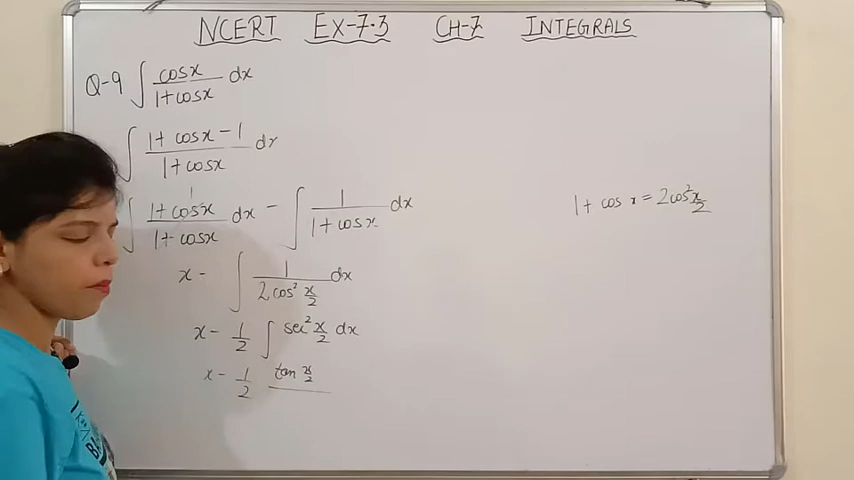 NCERT EX-7.3 CH-7 INTEGRALS
Q-9 ∫ cosx / 1+cosx dx
∫ 1+ cosx - 1 / 1+cosx dx
∫ 1+cosx / 1+cosx dx - ∫ 1 / 1+cosx dx
1+ cos x = 2cos² x/2
x - ∫ 1 / 2cos² x/2 dx
x - 1/2 ∫ sec² x/2 dx
x - 1/2 tan x/2